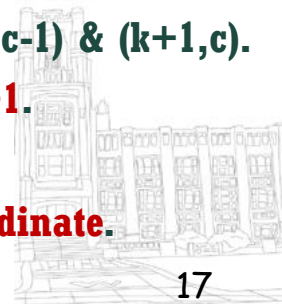 c-1) & (k+1,c).
1.
dinate.
17